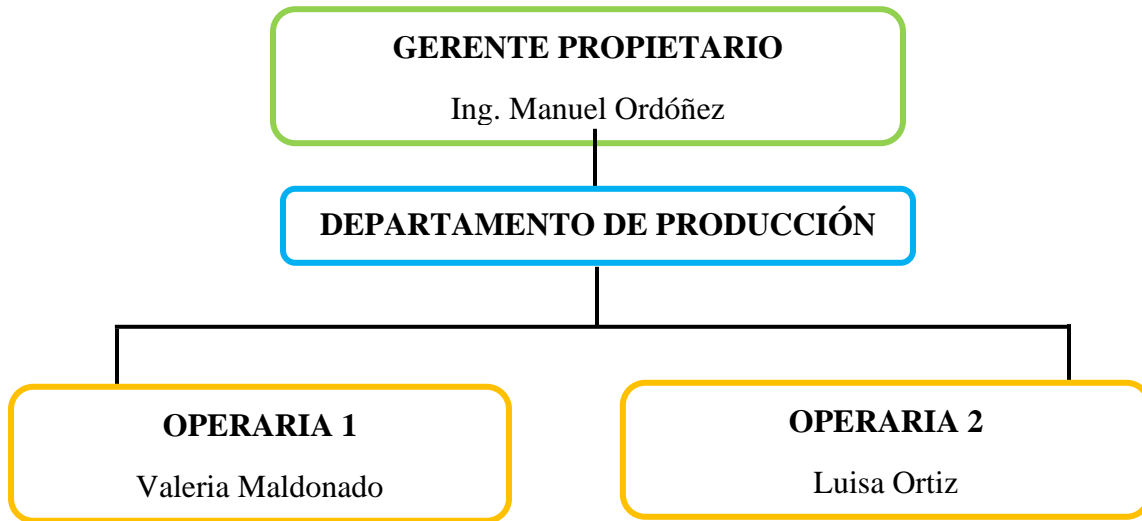 GERENTE PROPIETARIO
Ing. Manuel Ordóñez
DEPARTAMENTO DE PRODUCCIÓN
OPERARIA 1
Valeria Maldonado
OPERARIA 2
Luisa Ortiz